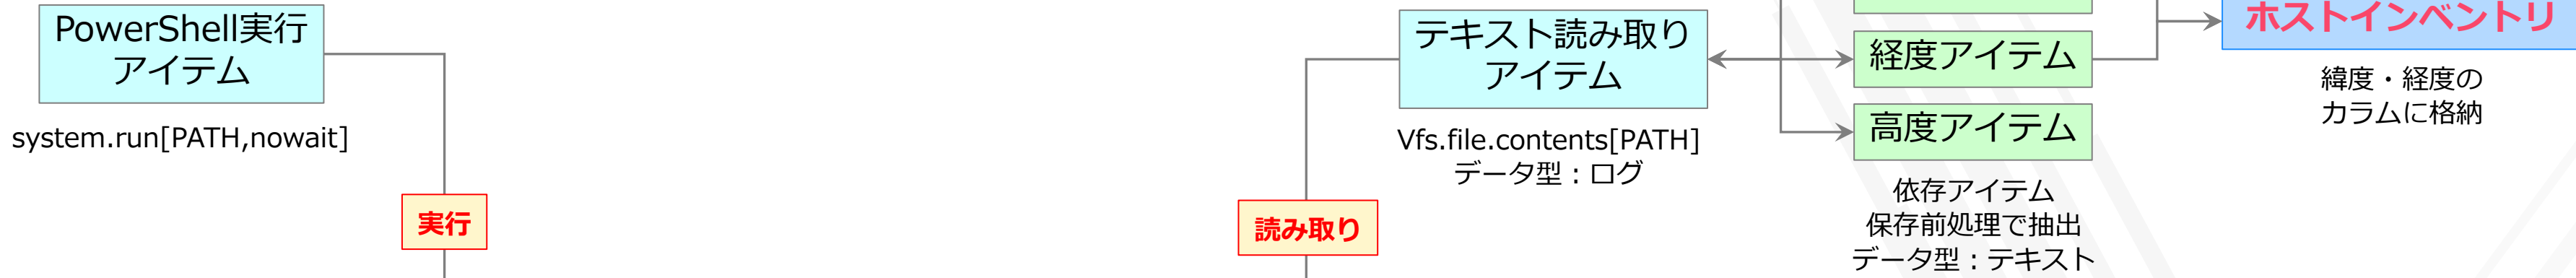 PowerShell実行
アイテム
system.run[PATH,nowait]
実行
テキスト読み取り
アイテム
Vfs.file.contents[PATH]
データ型：ログ
読み取り
経度アイテム
高度アイテム
依存アイテム
保存前処理で抽出
データ型：テキスト
ホストインベントリ
緯度・経度の
カラムに格納